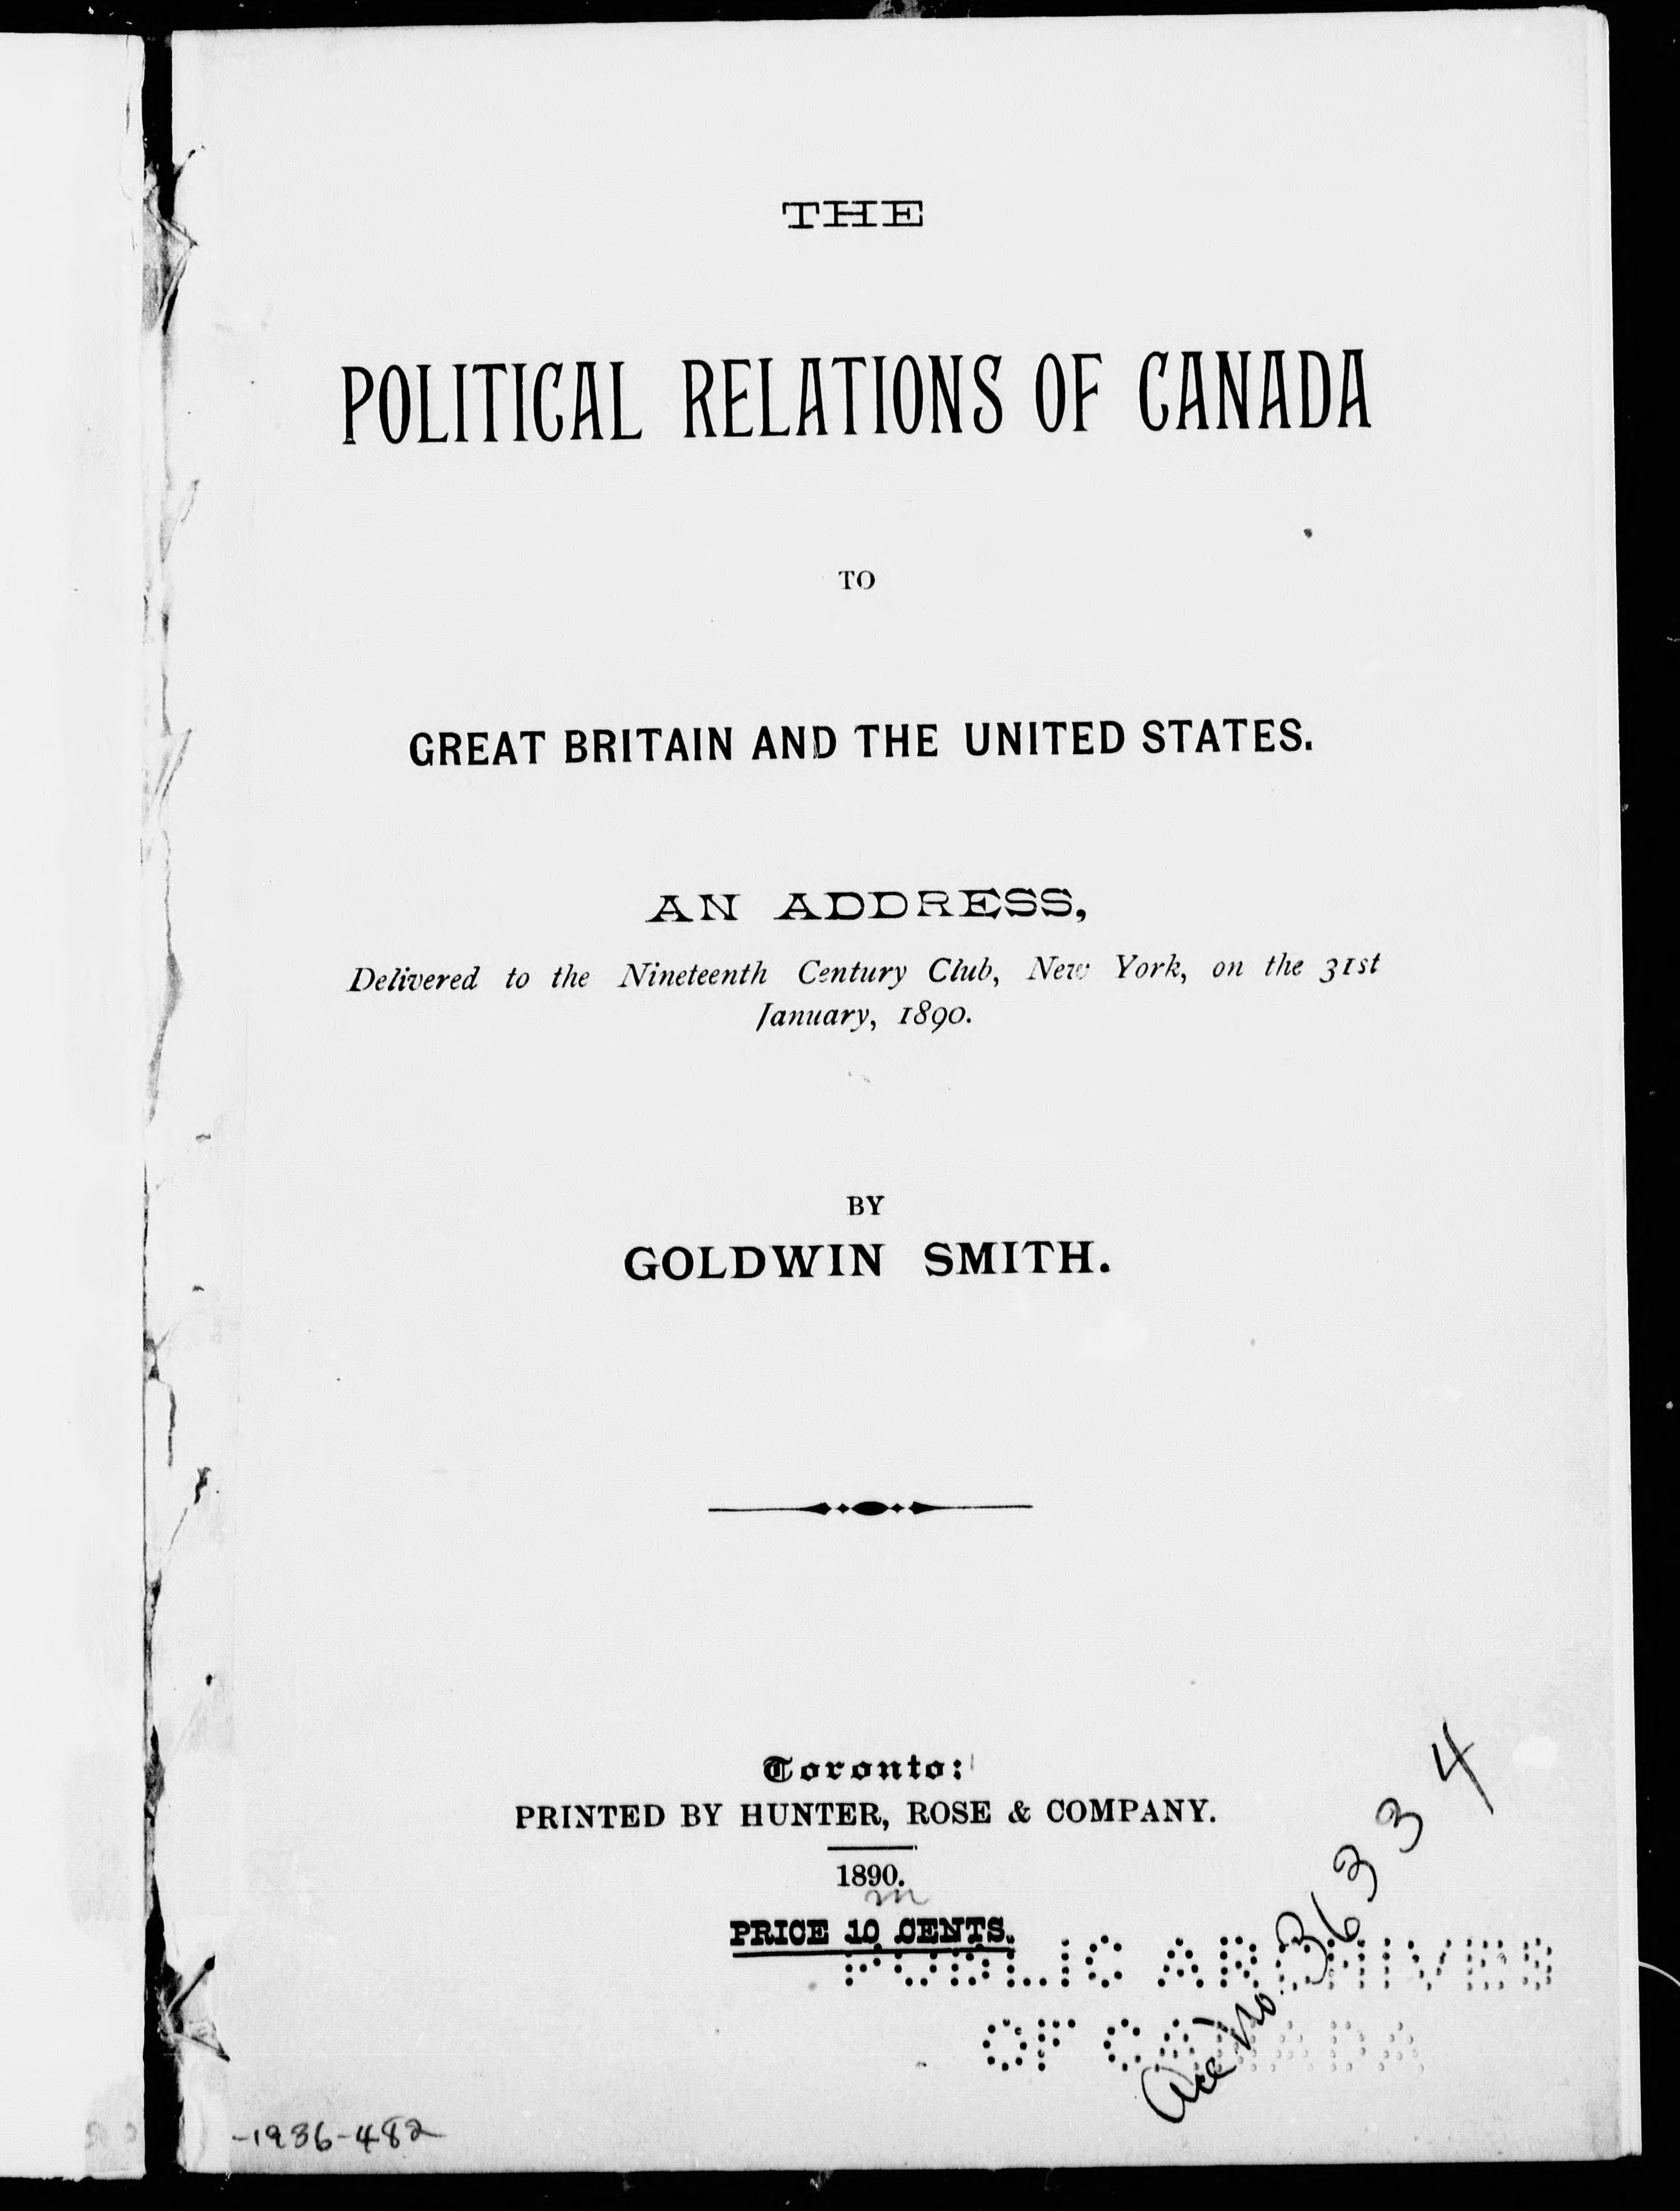 THE
POLITICAL RELATIONS OF CANADA
TO
GREAT BRITAIN AND THE UNITED STATES.
AN ADDRESS,
Delivered to the Nineteenth Century Club, New York, on the 31st
January, 1890.
BY
GOLDWIN SMITH.
Toronto:
PRINTED BY HUNTER, ROSE & COMPANY.
1890.
m
PRICE 10 CENTS.
PUBLIC ARCHIVES
OF CANADA
Acc No. 36334
-1936-482